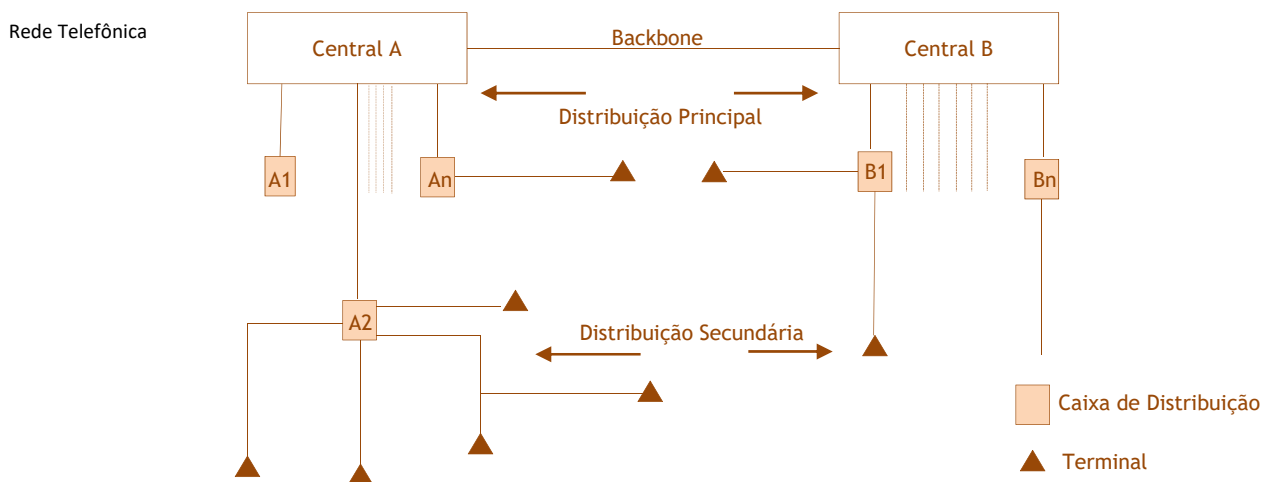 Rede Telefônica
Central A
Backbone
Central B
Distribuição Principal
A1
An
B1
Bn
A2
Distribuição Secundária
Caixa de Distribuição
Terminal